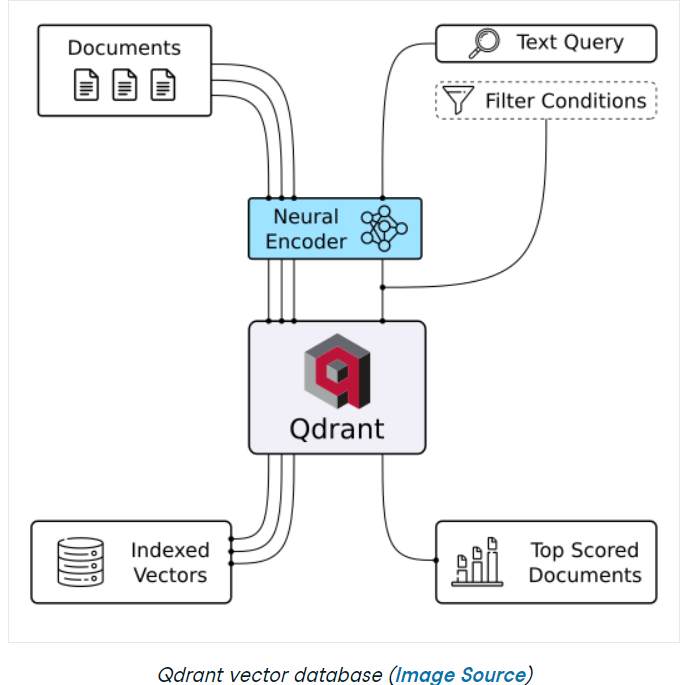 Documents
Text Query
Filter Conditions
Neural
Encoder
Qdrant
Indexed
Vectors
Top Scored
Documents
Qdrant vector database (Image Source)